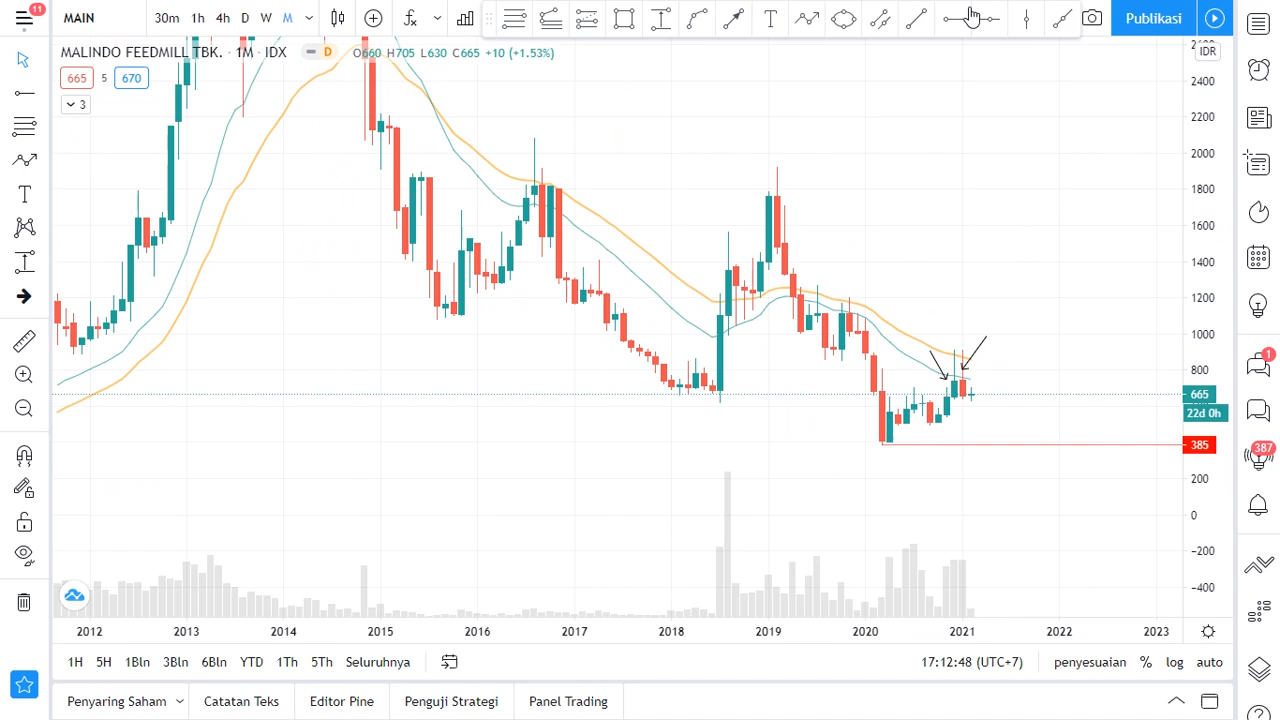 11
MAIN
30m 1h 4h D W M
Publikasi
MALINDO FEEDMILL TBK. · 1M · IDX D O660 H705 L630 C665 +10 (+1.53%)
IDR
665 5 670
3
2400
2200
2000
1800
1600
1400
1200
1000
800
665
22d 0h
385
200
0
−200
−400
1
387
2012 2013 2014 2015 2016 2017 2018 2019 2020 2021 2022 2023
1H 5H 1Bln 3Bln 6Bln YTD 1Th 5Th Seluruhnya 17:12:48 (UTC+7) penyesuaian % log auto
Penyaring Saham Catatan Teks Editor Pine Penguji Strategi Panel Trading